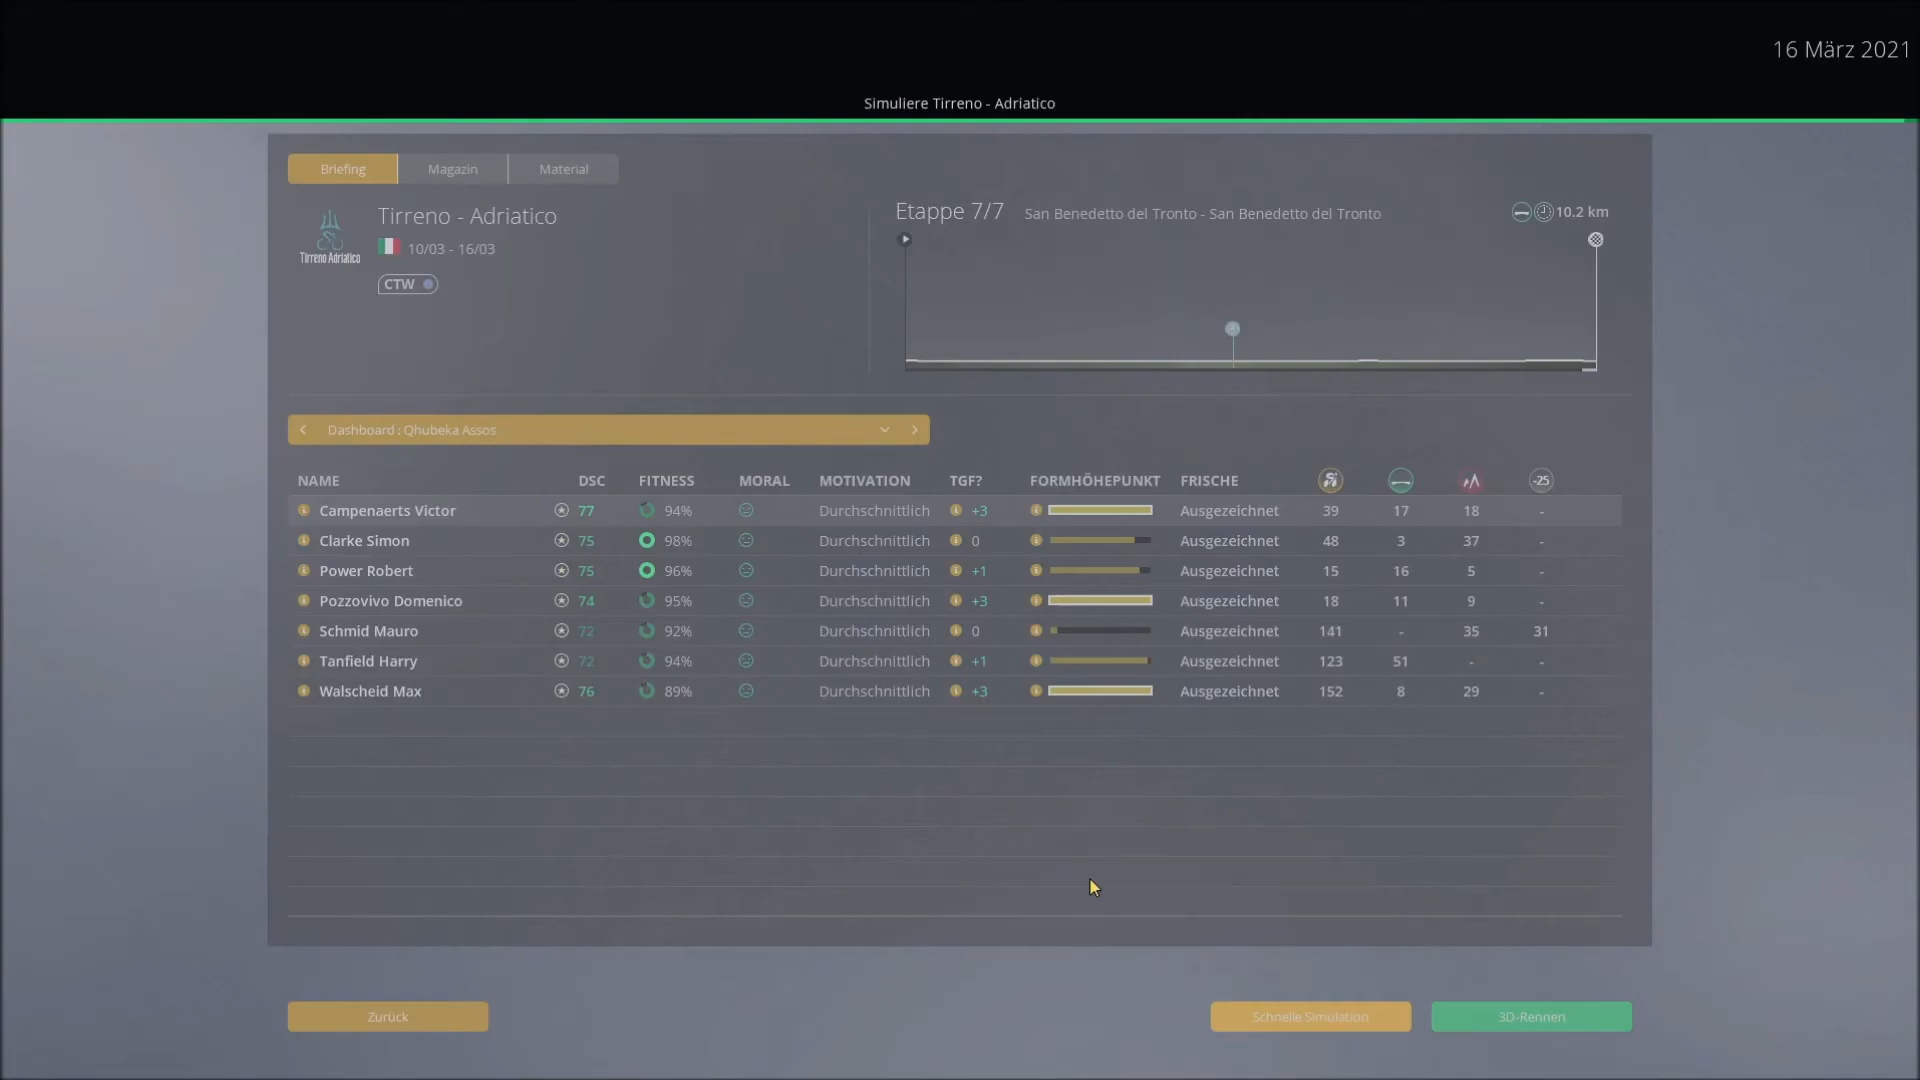 16 März 2021
Simuliere Tirreno - Adriatico
Briefing Magazin Material
Tirreno - Adriatico
10/03 - 16/03
Tirreno Adriatico
CTW
Etappe 7/7 San Benedetto del Tronto - San Benedetto del Tronto 10.2 km
Dashboard : Qhubeka Assos
NAME DSC FITNESS MORAL MOTIVATION TGF? FORMHÖHEPUNKT FRISCHE -25
Campenaerts Victor 77 94% Durchschnittlich +3 Ausgezeichnet 39 17 18 -
Clarke Simon 75 98% Durchschnittlich 0 Ausgezeichnet 48 3 37 -
Power Robert 75 96% Durchschnittlich +1 Ausgezeichnet 15 16 5 -
Pozzovivo Domenico 74 95% Durchschnittlich +3 Ausgezeichnet 18 11 9 -
Schmid Mauro 72 92% Durchschnittlich 0 Ausgezeichnet 141 - 35 31
Tanfield Harry 72 94% Durchschnittlich +1 Ausgezeichnet 123 51 - -
Walscheid Max 76 89% Durchschnittlich +3 Ausgezeichnet 152 8 29 -
Zurück Schnelle Simulation 3D-Rennen